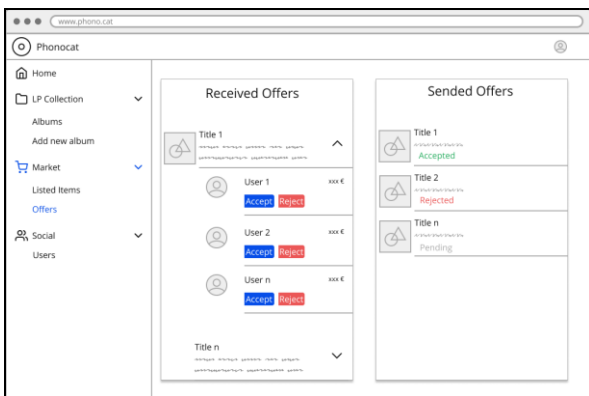 www.phono.cat
Phonocat
Home
LP Collection
Albums
Add new album
Market
Listed Items
Offers
Social
Users
Received Offers
Title 1
User 1 xxx €
Accept Reject
User 2 xxx €
Accept Reject
User n xxx €
Accept Reject
Title n
Sended Offers
Title 1
Accepted
Title 2
Rejected
Title n
Pending